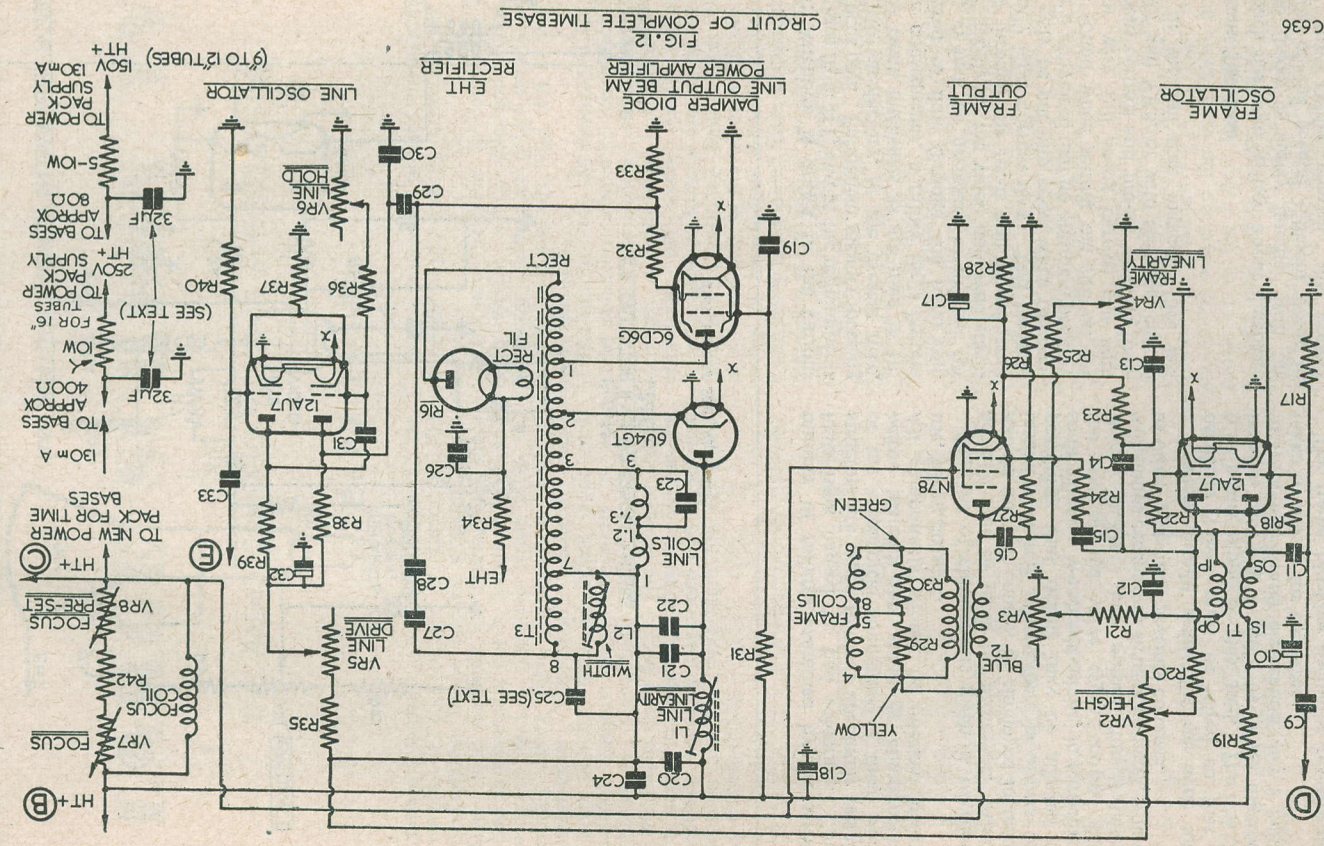 D
C9
R19
C10
IS
T1
OS
C11
R18
R17
VR2
HEIGHT
R20
R21
OP
IP
C12
R22
12AU7
X
FRAME
OSCILLATOR
VR3
C15
R24
C14
R23
C13
VR4
FRAME
LINEARITY
C16
R27
R25
R26
N78
X
R28
C17
FRAME
OUTPUT
C18
YELLOW
BLUE
T2
R29
R30
4
5
8
6
FRAME
COILS
GREEN
R31
C19
C20
L1
LINE
LINEARITY
C21
C22
C24
C25 (SEE TEXT)
WIDTH
L2
8
T3
7
1
1.2
7.3
LINE
COILS
C23
3
3
2
1
6U4GT
X
6CD6G
X
R32
R33
DAMPER DIODE
LINE OUTPUT BEAM
POWER AMPLIFIER
C27
C28
EHT
R34
C26
R16
RECT
FIL
RECT
C29
C30
EHT
RECTIFIER
R35
VR5
LINE
DRIVE
C32
R38
R39
C31
12AU7
X
R36
R37
R40
VR6
LINE
HOLD
LINE OSCILLATOR
C33
E
HT+
B
VR7
FOCUS
FOCUS
COIL
R42
VR8
FOCUS
PRE-SET
HT+
C
TO NEW POWER
PACK FOR TIME
BASES
130 m A
TO BASES
APPROX
400Ω
10W
32µF
FOR 16"
TUBES
TO POWER
PACK
SUPPLY
HT+
250V
(SEE TEXT)
TO BASES
APPROX
80Ω
5-10W
32µF
TO POWER
PACK
SUPPLY
130mA
HT+
150V
(9" TO 12" TUBES)
FIG.12
CIRCUIT OF COMPLETE TIMEBASE
C636